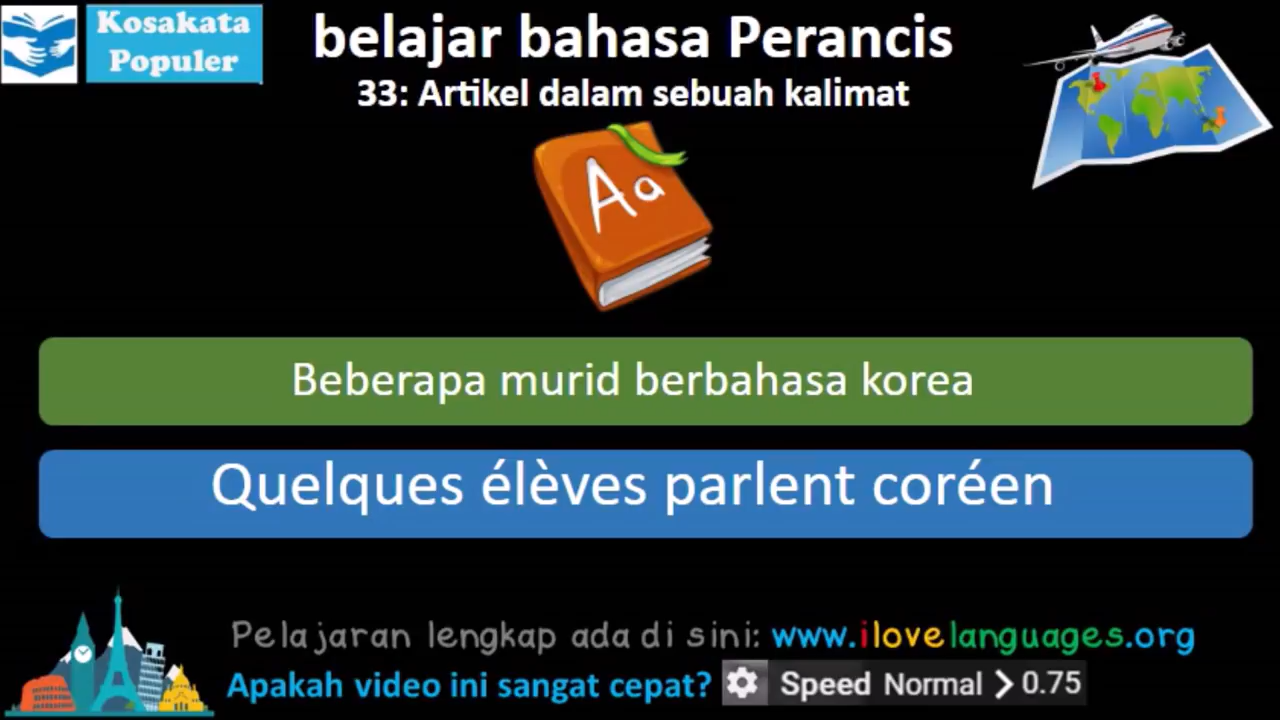 Kosakata
Populer
belajar bahasa Perancis
33: Artikel dalam sebuah kalimat
Aa
Beberapa murid berbahasa korea
Quelques élèves parlent coréen
Pelajaran lengkap ada di sini: www.ilovelanguages.org
Apakah video ini sangat cepat? Speed Normal > 0.75